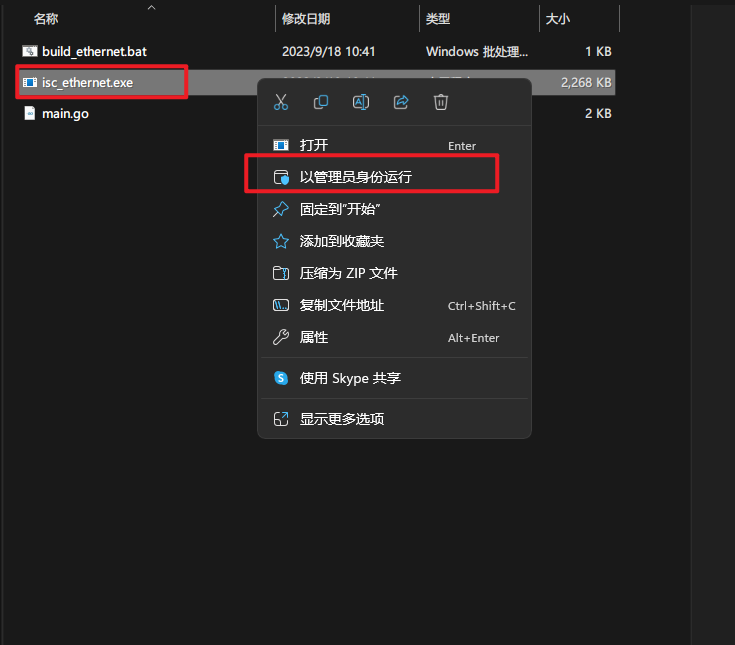 名称 修改日期 类型 大小
build_ethernet.bat 2023/9/18 10:41 Windows 批处理... 1 KB
isc_ethernet.exe 2,268 KB
main.go 2 KB
打开 Enter
以管理员身份运行
固定到"开始"
添加到收藏夹
压缩为 ZIP 文件
复制文件地址 Ctrl+Shift+C
属性 Alt+Enter
使用 Skype 共享
显示更多选项